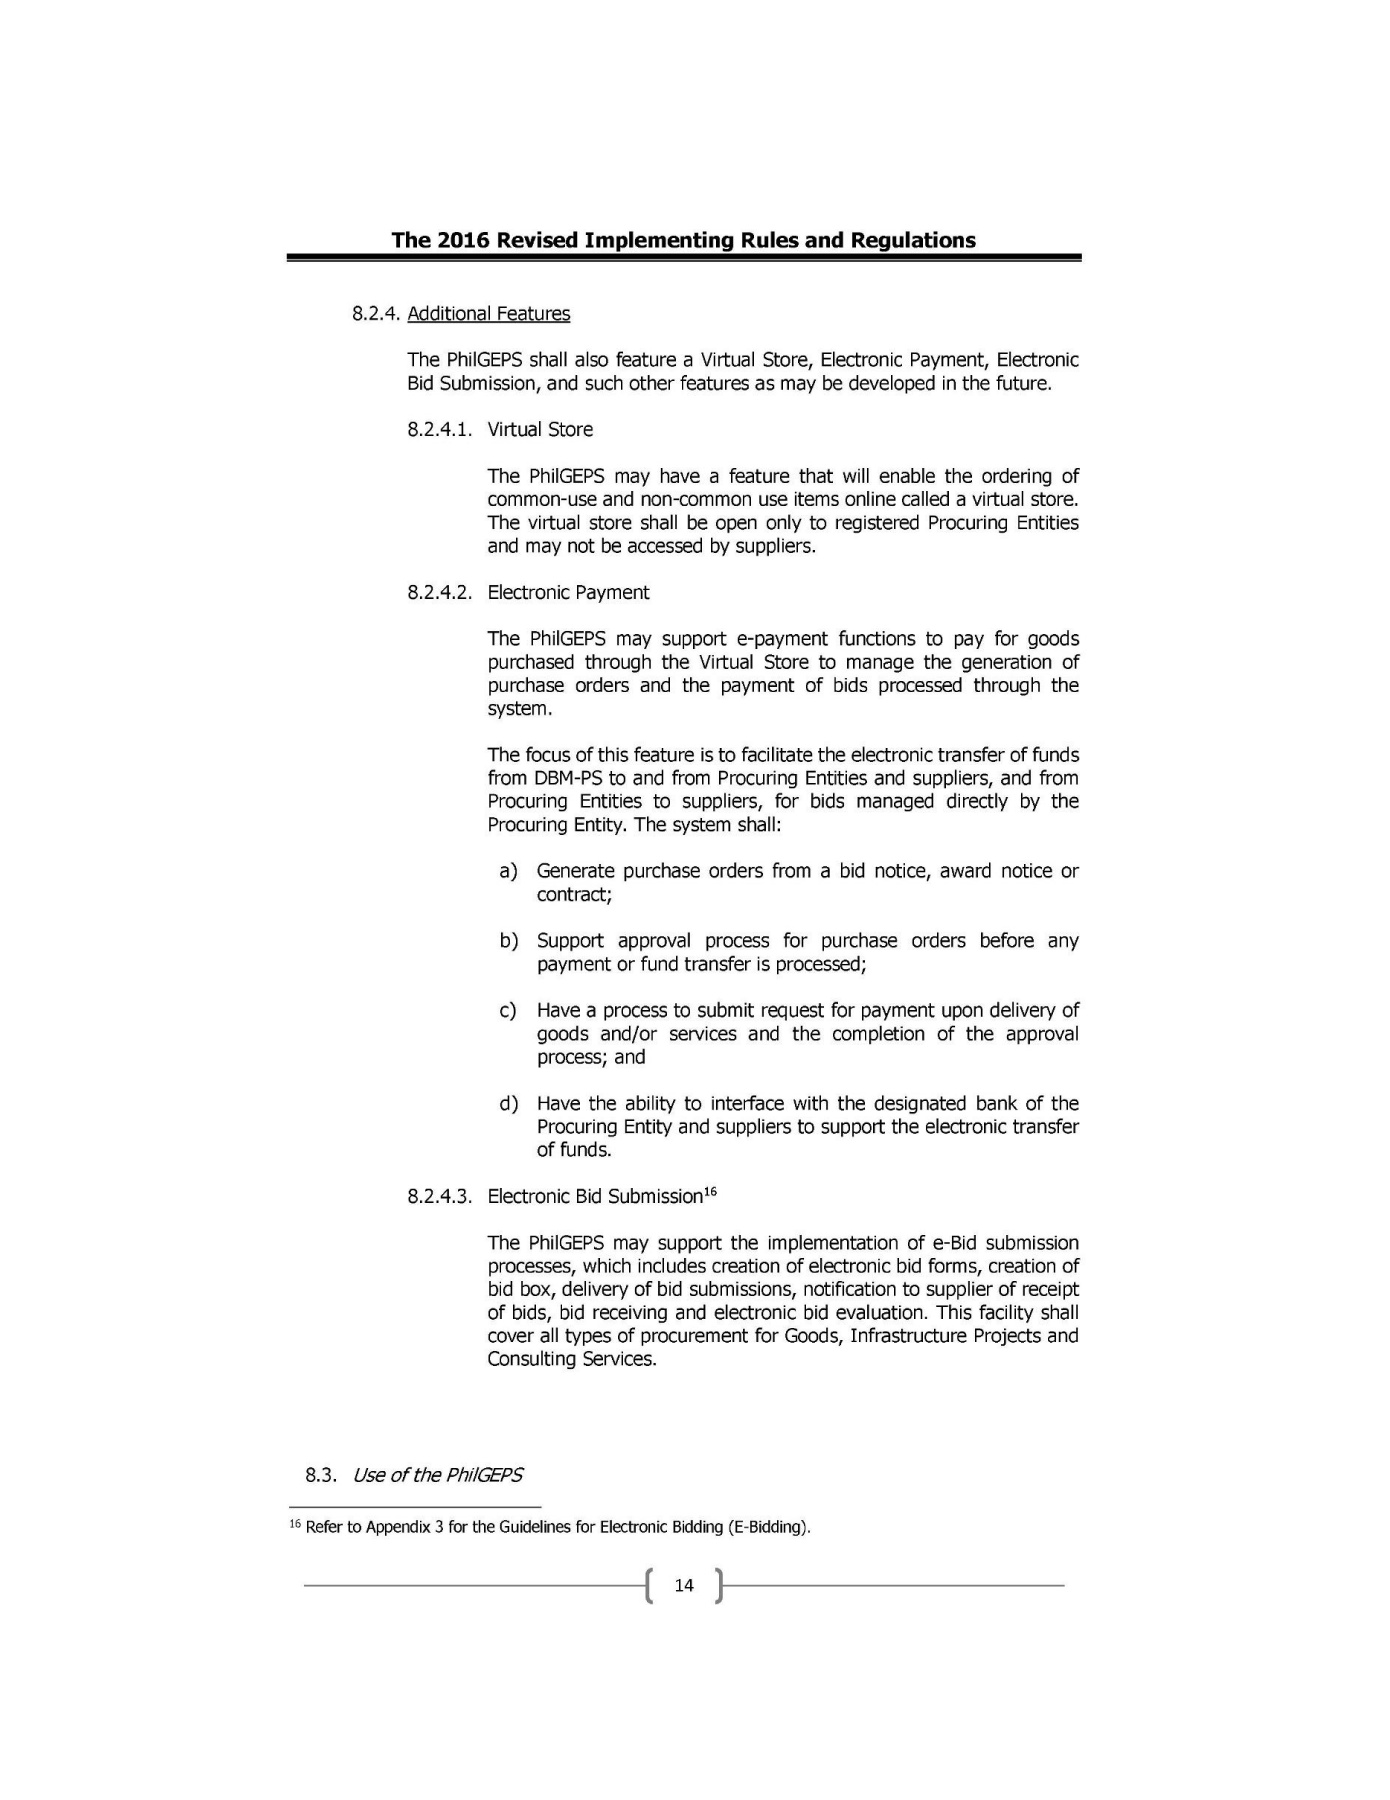 The 2016 Revised Implementing Rules and Regulations
8.2.4. Additional Features
The PhilGEPS shall also feature a Virtual Store, Electronic Payment, Electronic
Bid Submission, and such other features as may be developed in the future.
8.2.4.1. Virtual Store
The PhilGEPS may have a feature that will enable the ordering of
common-use and non-common use items online called a virtual store.
The virtual store shall be open only to registered Procuring Entities
and may not be accessed by suppliers.
8.2.4.2. Electronic Payment
The PhilGEPS may support e-payment functions to pay for goods
purchased through the Virtual Store to manage the generation of
purchase orders and the payment of bids processed through the
system.
The focus of this feature is to facilitate the electronic transfer of funds
from DBM-PS to and from Procuring Entities and suppliers, and from
Procuring Entities to suppliers, for bids managed directly by the
Procuring Entity. The system shall:
a) Generate purchase orders from a bid notice, award notice or
contract;
b) Support approval process for purchase orders before any
payment or fund transfer is processed;
c) Have a process to submit request for payment upon delivery of
goods and/or services and the completion of the approval
process; and
d) Have the ability to interface with the designated bank of the
Procuring Entity and suppliers to support the electronic transfer
of funds.
8.2.4.3. Electronic Bid Submission16
The PhilGEPS may support the implementation of e-Bid submission
processes, which includes creation of electronic bid forms, creation of
bid box, delivery of bid submissions, notification to supplier of receipt
of bids, bid receiving and electronic bid evaluation. This facility shall
cover all types of procurement for Goods, Infrastructure Projects and
Consulting Services.
8.3. Use of the PhilGEPS
16 Refer to Appendix 3 for the Guidelines for Electronic Bidding (E-Bidding).
14